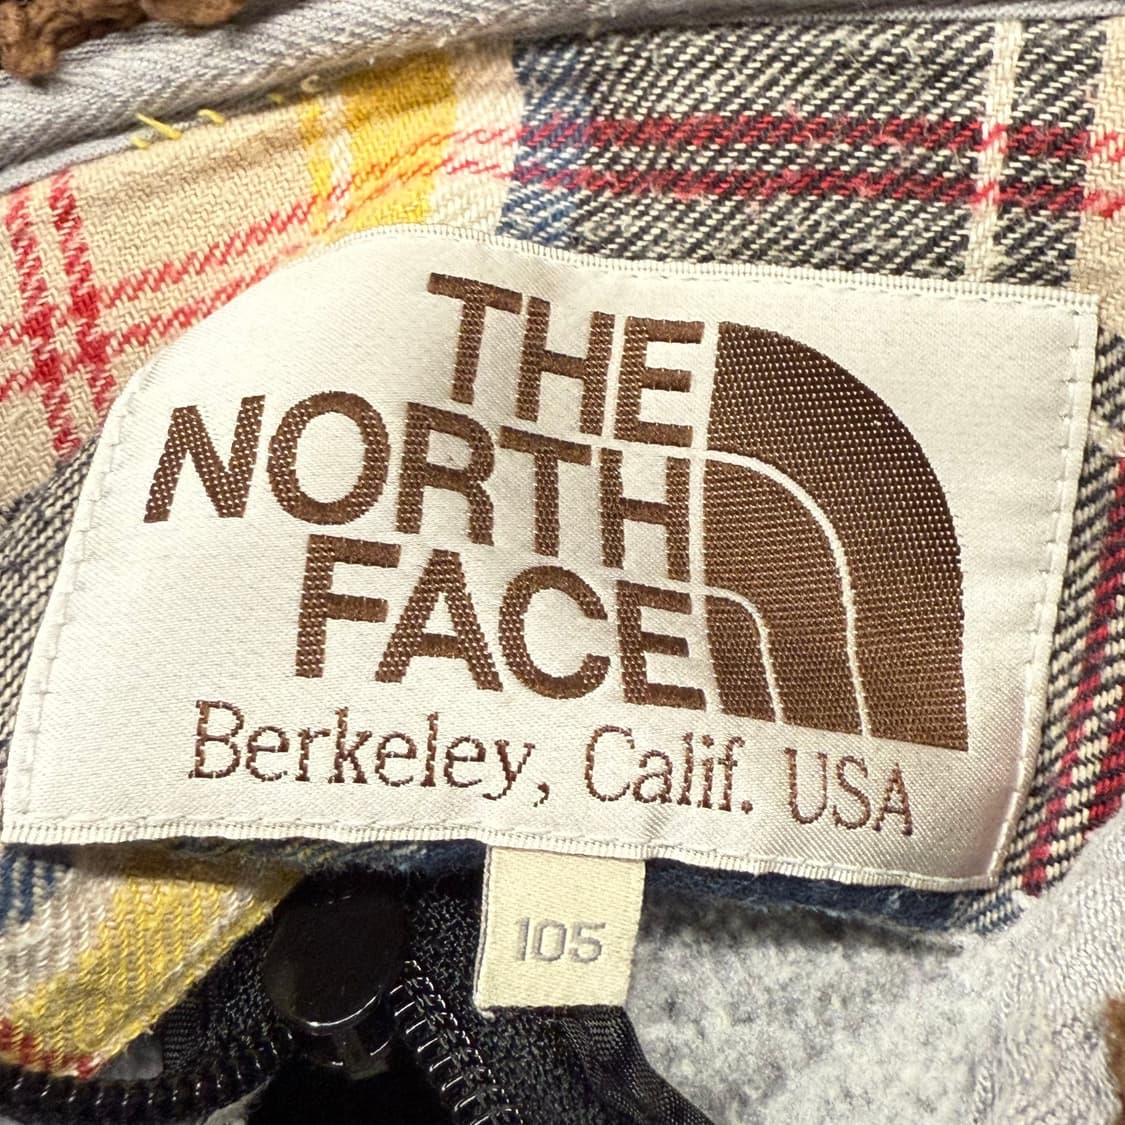 THE
NORTH
FACE
Berkeley, Calif. USA
105